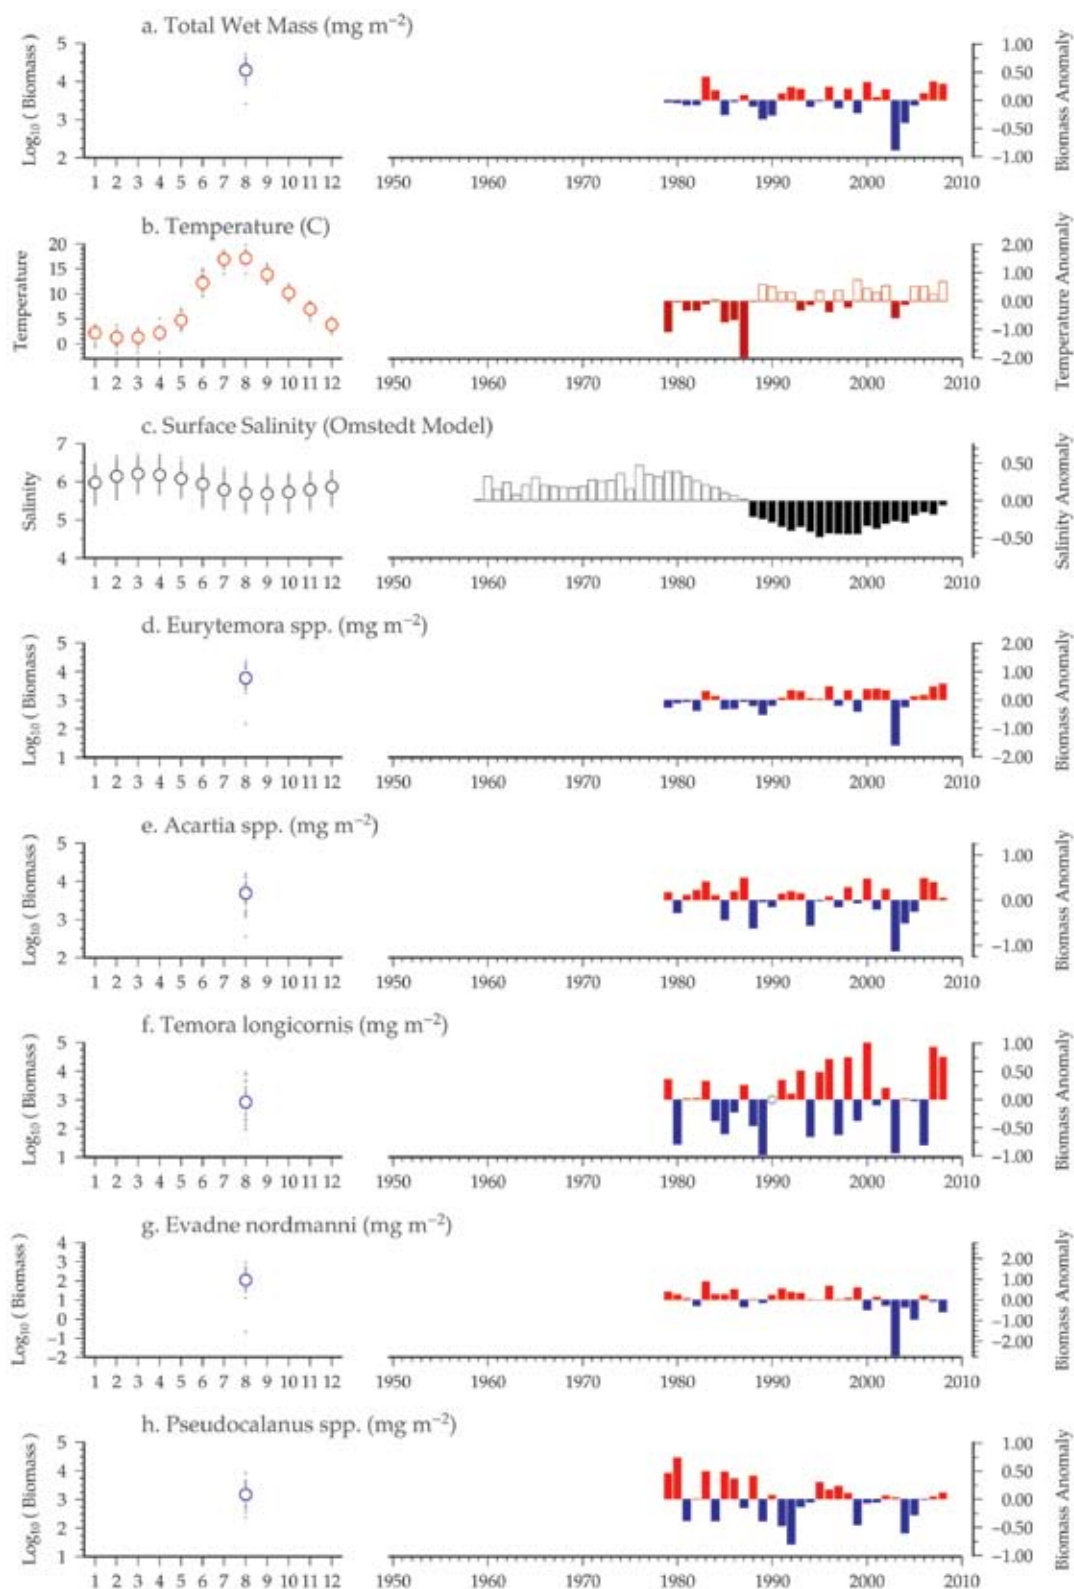 a. Total Wet Mass (mg m⁻²)
Log₁₀ ( Biomass )
5
4
3
2
1 2 3 4 5 6 7 8 9 10 11 12
1950 1960 1970 1980 1990 2000 2010
1.00
0.50
0.00
−0.50
−1.00
Biomass Anomaly
b. Temperature (C)
Temperature
20
15
10
5
0
1 2 3 4 5 6 7 8 9 10 11 12
1950 1960 1970 1980 1990 2000 2010
2.00
1.00
0.00
−1.00
−2.00
Temperature Anomaly
c. Surface Salinity (Omstedt Model)
Salinity
7
6
5
4
1 2 3 4 5 6 7 8 9 10 11 12
1950 1960 1970 1980 1990 2000 2010
0.50
0.00
−0.50
Salinity Anomaly
d. Eurytemora spp. (mg m⁻²)
Log₁₀ ( Biomass )
5
4
3
2
1
1 2 3 4 5 6 7 8 9 10 11 12
1950 1960 1970 1980 1990 2000 2010
2.00
1.00
0.00
−1.00
−2.00
Biomass Anomaly
e. Acartia spp. (mg m⁻²)
Log₁₀ ( Biomass )
5
4
3
2
1 2 3 4 5 6 7 8 9 10 11 12
1950 1960 1970 1980 1990 2000 2010
1.00
0.00
−1.00
Biomass Anomaly
f. Temora longicornis (mg m⁻²)
Log₁₀ ( Biomass )
5
4
3
2
1
1 2 3 4 5 6 7 8 9 10 11 12
1950 1960 1970 1980 1990 2000 2010
1.00
0.50
0.00
−0.50
−1.00
Biomass Anomaly
g. Evadne nordmanni (mg m⁻²)
Log₁₀ ( Biomass )
4
3
2
1
0
−1
−2
1 2 3 4 5 6 7 8 9 10 11 12
1950 1960 1970 1980 1990 2000 2010
2.00
1.00
0.00
−1.00
−2.00
Biomass Anomaly
h. Pseudocalanus spp. (mg m⁻²)
Log₁₀ ( Biomass )
5
4
3
2
1
1 2 3 4 5 6 7 8 9 10 11 12
1950 1960 1970 1980 1990 2000 2010
1.00
0.50
0.00
−0.50
−1.00
Biomass Anomaly